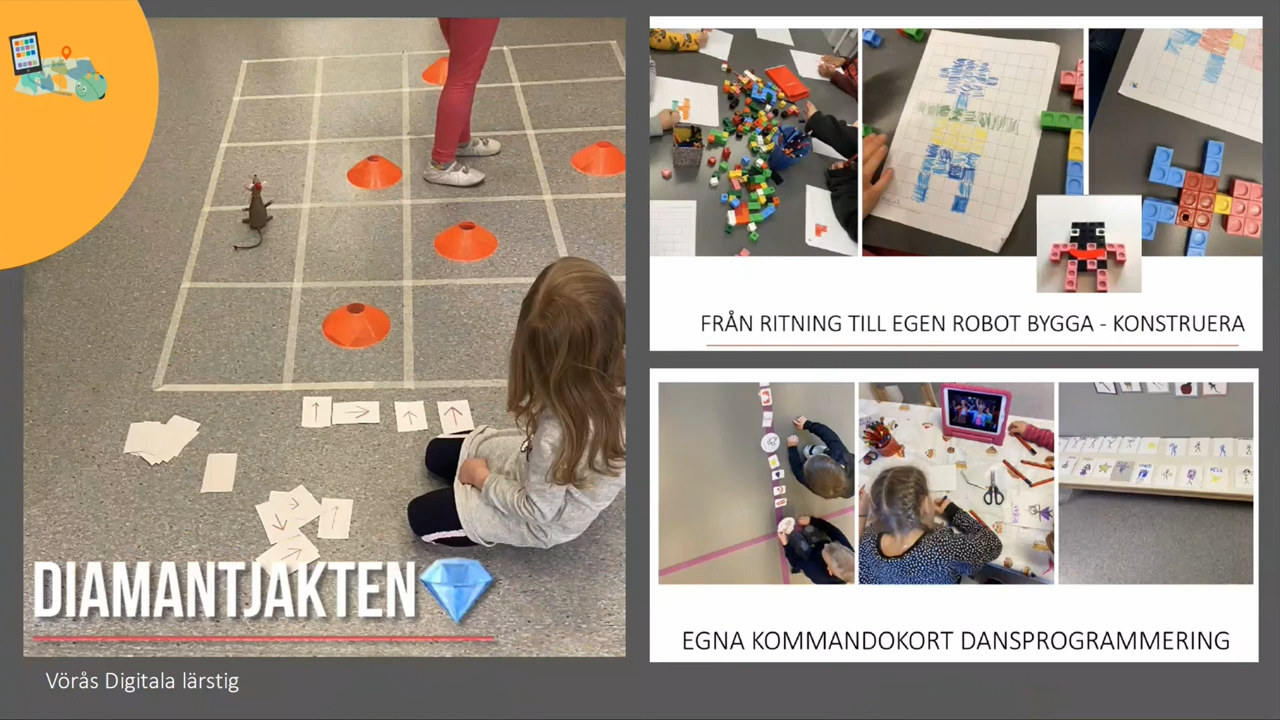 DIAMANTJAKTEN
Vörås Digitala lärstig
FRÅN RITNING TILL EGEN ROBOT BYGGA - KONSTRUERA
EGNA KOMMANDOKORT DANSPROGRAMMERING